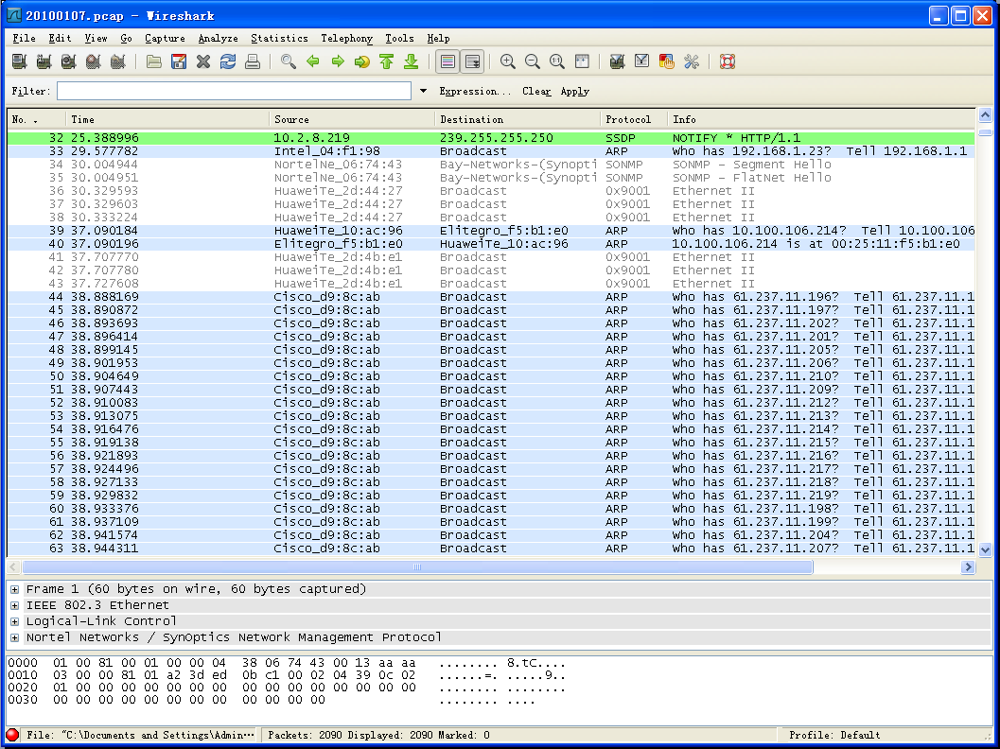 20100107.pcap - Wireshark
File Edit View Go Capture Analyze Statistics Telephony Tools Help
Filter: Expression... Clear Apply
No. . Time Source Destination Protocol Info
32 25.388996 10.2.8.219 239.255.255.250 SSDP NOTIFY * HTTP/1.1
33 29.577782 Intel_04:f1:98 Broadcast ARP Who has 192.168.1.23? Tell 192.168.1.1
34 30.004944 NortelNe_06:74:43 Bay-Networks-(Synopti SONMP SONMP - Segment Hello
35 30.004951 NortelNe_06:74:43 Bay-Networks-(Synopti SONMP SONMP - FlatNet Hello
36 30.329593 HuaweiTe_2d:44:27 Broadcast 0x9001 Ethernet II
37 30.329603 HuaweiTe_2d:44:27 Broadcast 0x9001 Ethernet II
38 30.333224 HuaweiTe_2d:44:27 Broadcast 0x9001 Ethernet II
39 37.090184 HuaweiTe_10:ac:96 Elitegro_f5:b1:e0 ARP Who has 10.100.106.214? Tell 10.100.106
40 37.090196 Elitegro_f5:b1:e0 HuaweiTe_10:ac:96 ARP 10.100.106.214 is at 00:25:11:f5:b1:e0
41 37.707770 HuaweiTe_2d:4b:e1 Broadcast 0x9001 Ethernet II
42 37.707780 HuaweiTe_2d:4b:e1 Broadcast 0x9001 Ethernet II
43 37.727608 HuaweiTe_2d:4b:e1 Broadcast 0x9001 Ethernet II
44 38.888169 Cisco_d9:8c:ab Broadcast ARP Who has 61.237.11.196? Tell 61.237.11.1
45 38.890872 Cisco_d9:8c:ab Broadcast ARP Who has 61.237.11.197? Tell 61.237.11.1
46 38.893693 Cisco_d9:8c:ab Broadcast ARP Who has 61.237.11.202? Tell 61.237.11.1
47 38.896414 Cisco_d9:8c:ab Broadcast ARP Who has 61.237.11.201? Tell 61.237.11.1
48 38.899145 Cisco_d9:8c:ab Broadcast ARP Who has 61.237.11.205? Tell 61.237.11.1
49 38.901953 Cisco_d9:8c:ab Broadcast ARP Who has 61.237.11.206? Tell 61.237.11.1
50 38.904649 Cisco_d9:8c:ab Broadcast ARP Who has 61.237.11.210? Tell 61.237.11.1
51 38.907443 Cisco_d9:8c:ab Broadcast ARP Who has 61.237.11.209? Tell 61.237.11.1
52 38.910083 Cisco_d9:8c:ab Broadcast ARP Who has 61.237.11.212? Tell 61.237.11.1
53 38.913075 Cisco_d9:8c:ab Broadcast ARP Who has 61.237.11.213? Tell 61.237.11.1
54 38.916476 Cisco_d9:8c:ab Broadcast ARP Who has 61.237.11.214? Tell 61.237.11.1
55 38.919138 Cisco_d9:8c:ab Broadcast ARP Who has 61.237.11.215? Tell 61.237.11.1
56 38.921893 Cisco_d9:8c:ab Broadcast ARP Who has 61.237.11.216? Tell 61.237.11.1
57 38.924496 Cisco_d9:8c:ab Broadcast ARP Who has 61.237.11.217? Tell 61.237.11.1
58 38.927133 Cisco_d9:8c:ab Broadcast ARP Who has 61.237.11.218? Tell 61.237.11.1
59 38.929832 Cisco_d9:8c:ab Broadcast ARP Who has 61.237.11.219? Tell 61.237.11.1
60 38.933376 Cisco_d9:8c:ab Broadcast ARP Who has 61.237.11.198? Tell 61.237.11.1
61 38.937109 Cisco_d9:8c:ab Broadcast ARP Who has 61.237.11.199? Tell 61.237.11.1
62 38.941574 Cisco_d9:8c:ab Broadcast ARP Who has 61.237.11.204? Tell 61.237.11.1
63 38.944311 Cisco_d9:8c:ab Broadcast ARP Who has 61.237.11.207? Tell 61.237.11.1
Frame 1 (60 bytes on wire, 60 bytes captured)
IEEE 802.3 Ethernet
Logical-Link Control
Nortel Networks / SynOptics Network Management Protocol
0000 01 00 81 00 01 00 00 04 38 06 74 43 00 13 aa aa ........ 8.tC....
0010 03 00 00 81 01 a2 3d ed 0b c1 00 02 04 39 0c 02 ......=. .....9..
0020 01 00 00 00 00 00 00 00 00 00 00 00 00 00 00 00 ........ ........
0030 00 00 00 00 00 00 00 00 00 00 00 00 ........ ....
File: "C:\Documents and Settings\Admin··· Packets: 2090 Displayed: 2090 Marked: 0 Profile: Default